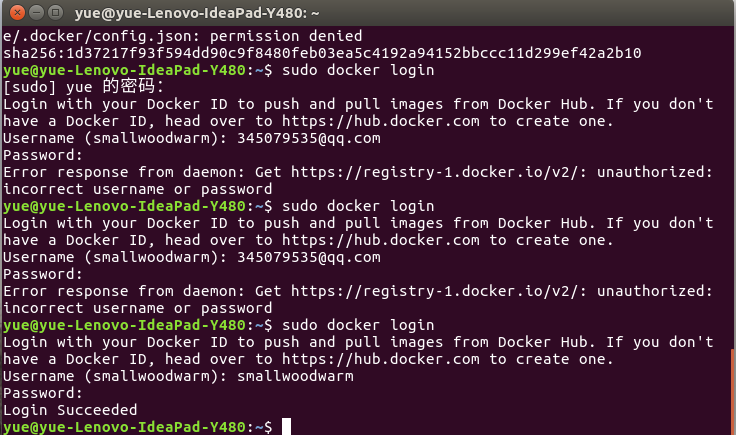 yue@yue-Lenovo-IdeaPad-Y480: ~
e/.docker/config.json: permission denied
sha256:1d37217f93f594dd90c9f8480feb03ea5c4192a94152bbccc11d299ef42a2b10
yue@yue-Lenovo-IdeaPad-Y480:~$ sudo docker login
[sudo] yue 的密码：
Login with your Docker ID to push and pull images from Docker Hub. If you don't
have a Docker ID, head over to https://hub.docker.com to create one.
Username (smallwoodwarm): 345079535@qq.com
Password:
Error response from daemon: Get https://registry-1.docker.io/v2/: unauthorized:
incorrect username or password
yue@yue-Lenovo-IdeaPad-Y480:~$ sudo docker login
Login with your Docker ID to push and pull images from Docker Hub. If you don't
have a Docker ID, head over to https://hub.docker.com to create one.
Username (smallwoodwarm): 345079535@qq.com
Password:
Error response from daemon: Get https://registry-1.docker.io/v2/: unauthorized:
incorrect username or password
yue@yue-Lenovo-IdeaPad-Y480:~$ sudo docker login
Login with your Docker ID to push and pull images from Docker Hub. If you don't
have a Docker ID, head over to https://hub.docker.com to create one.
Username (smallwoodwarm): smallwoodwarm
Password:
Login Succeeded
yue@yue-Lenovo-IdeaPad-Y480:~$